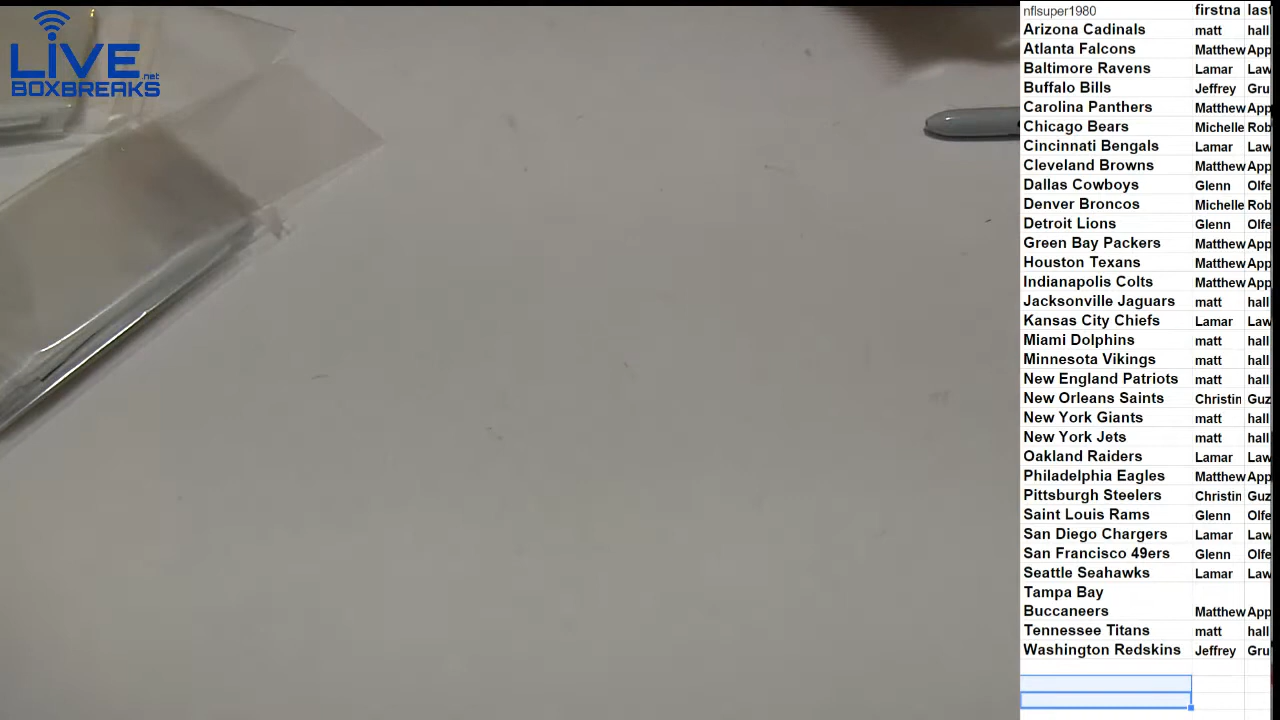 LIVE
.net
BOXBREAKS
nflsuper1980 firstna last
Arizona Cadinals matt hall
Atlanta Falcons Matthew App
Baltimore Ravens Lamar Law
Buffalo Bills Jeffrey Gru
Carolina Panthers Matthew App
Chicago Bears Michelle Rob
Cincinnati Bengals Lamar Law
Cleveland Browns Matthew App
Dallas Cowboys Glenn Olfe
Denver Broncos Michelle Rob
Detroit Lions Glenn Olfe
Green Bay Packers Matthew App
Houston Texans Matthew App
Indianapolis Colts Matthew App
Jacksonville Jaguars matt hall
Kansas City Chiefs Lamar Law
Miami Dolphins matt hall
Minnesota Vikings matt hall
New England Patriots matt hall
New Orleans Saints Christin Guz
New York Giants matt hall
New York Jets matt hall
Oakland Raiders Lamar Law
Philadelphia Eagles Matthew App
Pittsburgh Steelers Christin Guz
Saint Louis Rams Glenn Olfe
San Diego Chargers Lamar Law
San Francisco 49ers Glenn Olfe
Seattle Seahawks Lamar Law
Tampa Bay
Buccaneers Matthew App
Tennessee Titans matt hall
Washington Redskins Jeffrey Gru